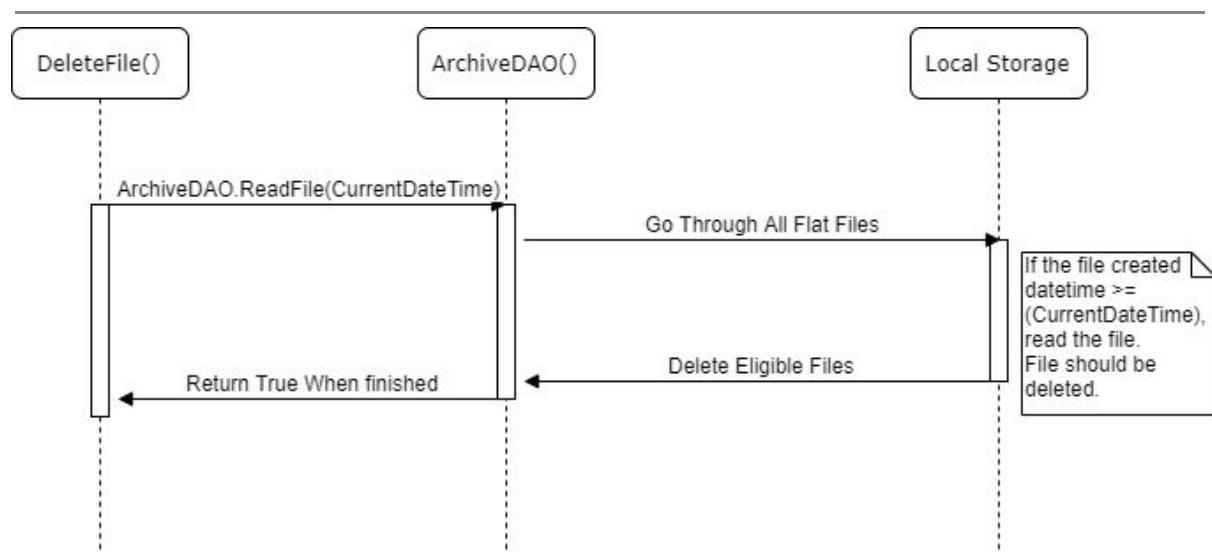 DeleteFile()
ArchiveDAO()
Local Storage
ArchiveDAO.ReadFile(CurrentDateTime)
Go Through All Flat Files
If the file created
datetime >=
(CurrentDateTime),
read the file.
File should be
deleted.
Delete Eligible Files
Return True When finished